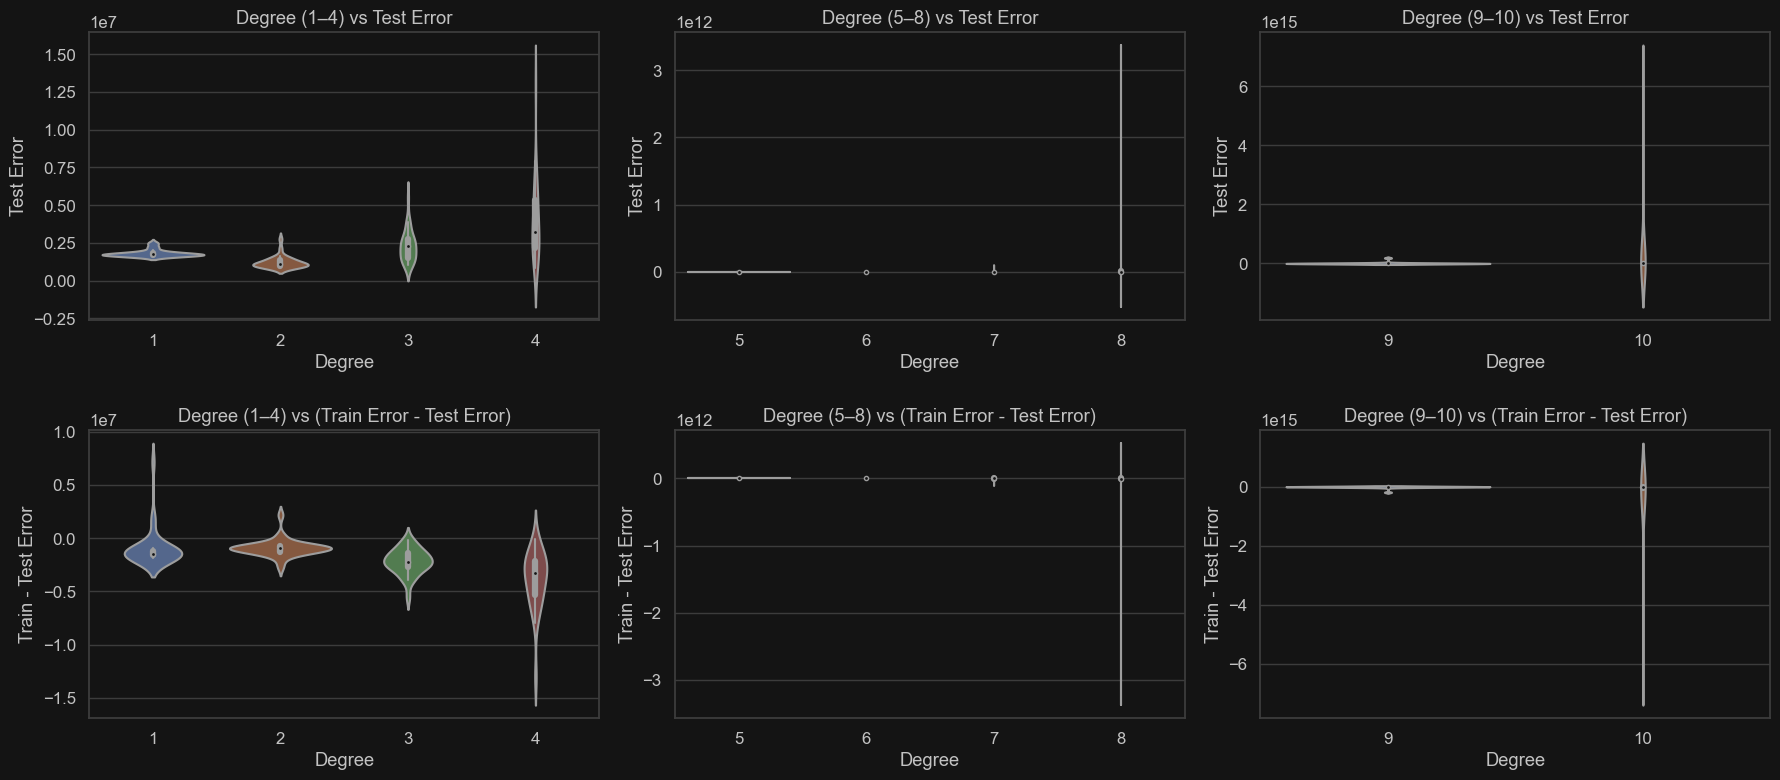 Degree (1–4) vs Test Error
1e7
Test Error
1.50
1.25
1.00
0.75
0.50
0.25
0.00
−0.25
1 2 3 4
Degree
Degree (5–8) vs Test Error
1e12
Test Error
3
2
1
0
5 6 7 8
Degree
Degree (9–10) vs Test Error
1e15
Test Error
6
4
2
0
9 10
Degree
Degree (1–4) vs (Train Error - Test Error)
1e7
Train - Test Error
1.0
0.5
0.0
−0.5
−1.0
−1.5
1 2 3 4
Degree
Degree (5–8) vs (Train Error - Test Error)
1e12
Train - Test Error
0
−1
−2
−3
5 6 7 8
Degree
Degree (9–10) vs (Train Error - Test Error)
1e15
Train - Test Error
0
−2
−4
−6
9 10
Degree